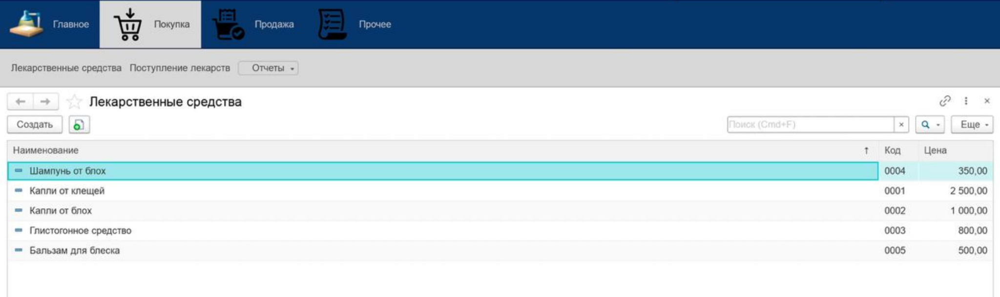 Главное Покупка Продажа Прочее
Лекарственные средства Поступление лекарств Отчеты
Лекарственные средства
Создать Поиск (Cmd+F) × Еще
Наименование ↑ Код Цена
Шампунь от блох 0004 350,00
Капли от клещей 0001 2 500,00
Капли от блох 0002 1 000,00
Глистогонное средство 0003 800,00
Бальзам для блеска 0005 500,00